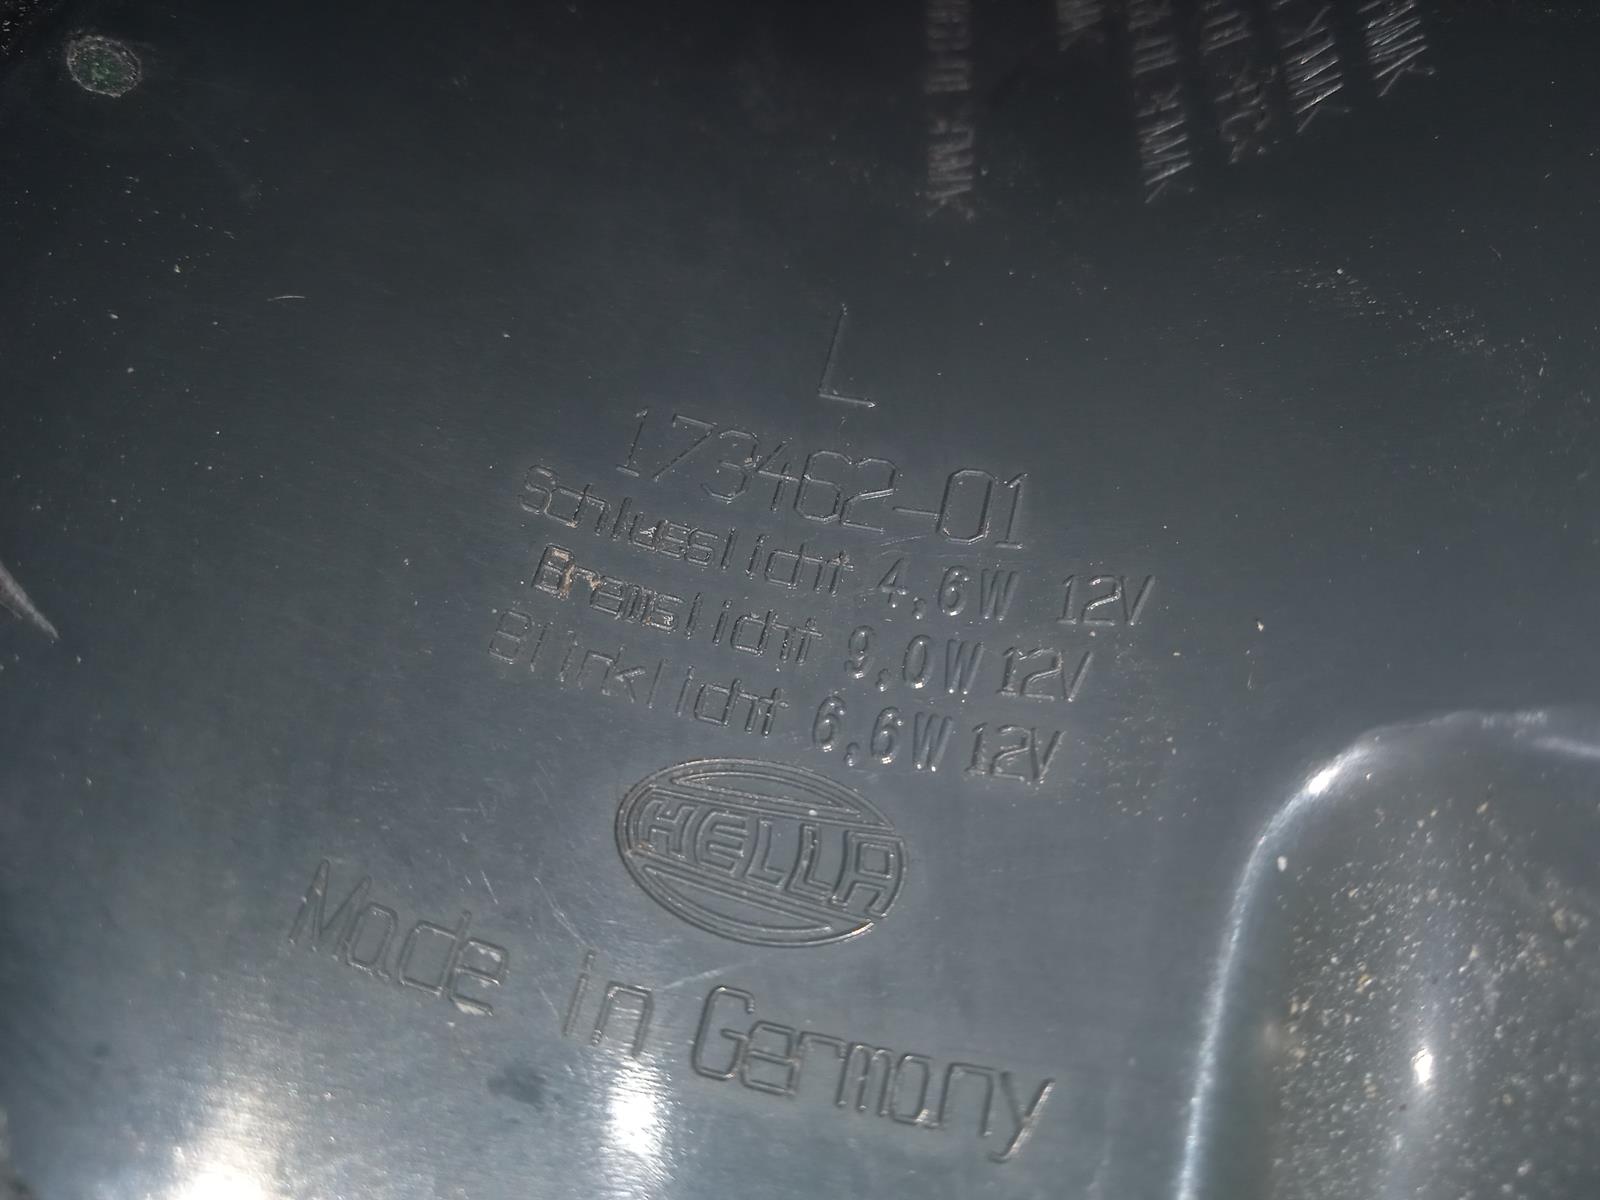 L
173462-01
Schlusslicht 4,6W 12V
Bremslicht 9,0W 12V
Blinklicht 6,6W 12V
HELLA
Made in Germany